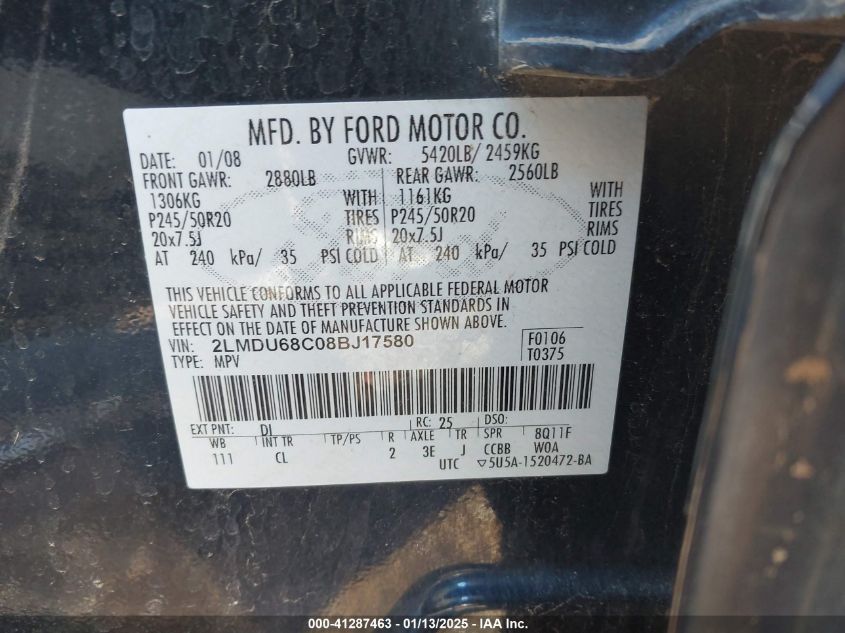 MFD. BY FORD MOTOR CO.
DATE: 01/08 GVWR: 5420LB/ 2459KG
FRONT GAWR: 2880LB REAR GAWR: 2560LB
1306KG WITH 1161KG WITH
P245/50R20 TIRES P245/50R20 TIRES
20x7.5J RIMS 20x7.5J RIMS
AT 240 kPa/ 35 PSI COLD AT 240 kPa/ 35 PSI COLD
THIS VEHICLE CONFORMS TO ALL APPLICABLE FEDERAL MOTOR
VEHICLE SAFETY AND THEFT PREVENTION STANDARDS IN
EFFECT ON THE DATE OF MANUFACTURE SHOWN ABOVE.
VIN: 2LMDU68C08BJ17580 F0106
TYPE: MPV T0375
EXT PNT: DI RC: 25 DSO:
WB INT TR TP/PS R AXLE TR SPR 8Q11F
111 CL 2 3E J CCBB W0A
UTC ▽5U5A-1520472-BA
000-41287463 - 01/13/2025 - IAA Inc.